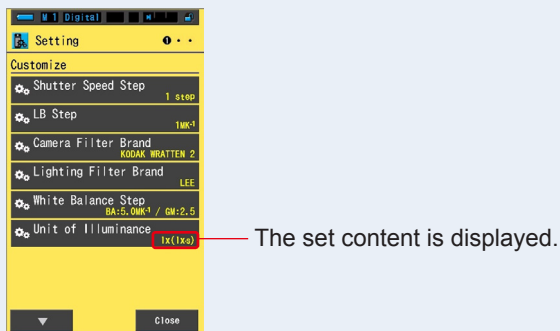 M 1 Digital
Setting
Customize
Shutter Speed Step
1 step
LB Step
1MK⁻¹
Camera Filter Brand
KODAK WRATTEN 2
Lighting Filter Brand
LEE
White Balance Step
BA:5.0MK⁻¹ / GM:2.5
Unit of Illuminance
lx(lx·s)
The set content is displayed.
Close